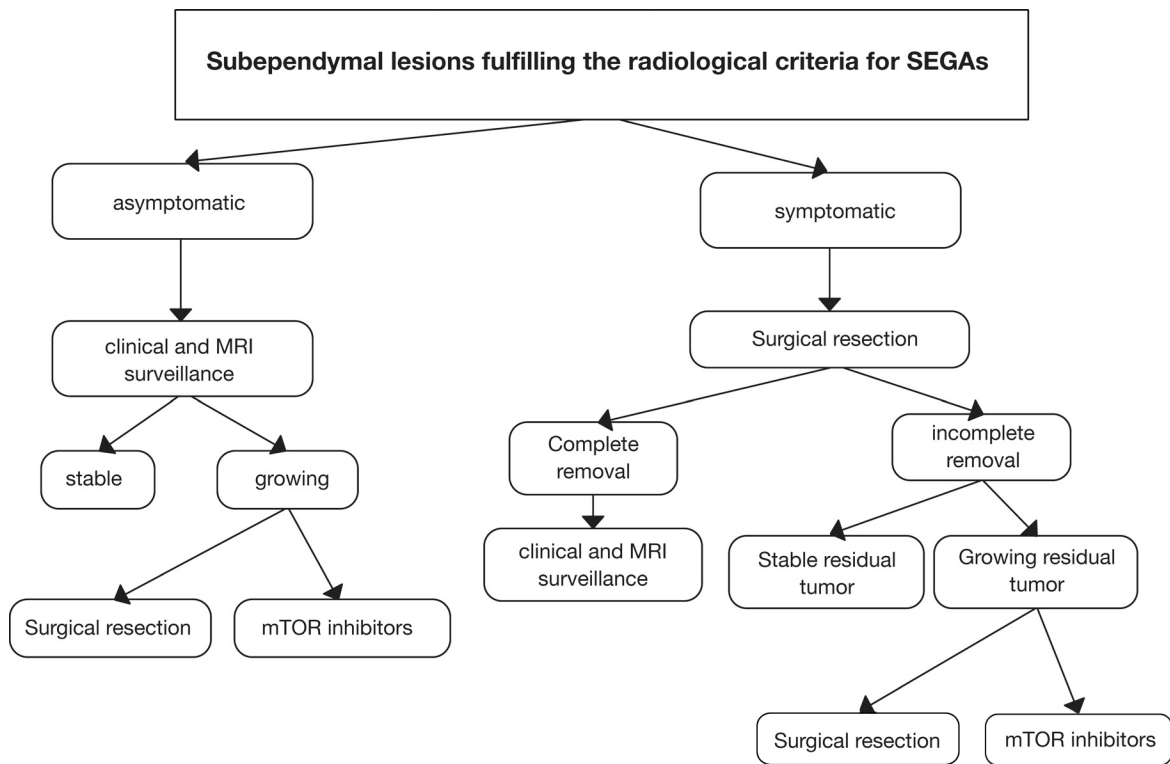 Subependymal lesions fulfilling the radiological criteria for SEGAs
asymptomatic
symptomatic
clinical and MRI
surveillance
Surgical resection
stable
growing
Complete
removal
incomplete
removal
Surgical resection
mTOR inhibitors
clinical and MRI
surveillance
Stable residual
tumor
Growing residual
tumor
Surgical resection
mTOR inhibitors